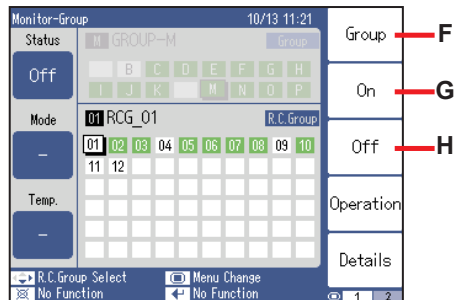 Monitor-Group 10/13 11:21
Status
Off
Mode
–
Temp.
–
M GROUP-M Group
B C D E F G H
I J K M N O P
01 RCG_01 R.C.Group
01 02 03 04 05 06 07 08 09 10
11 12
Group
On
Off
Operation
Details
F
G
H
R.C.Group Select Menu Change
No Function No Function
1 2